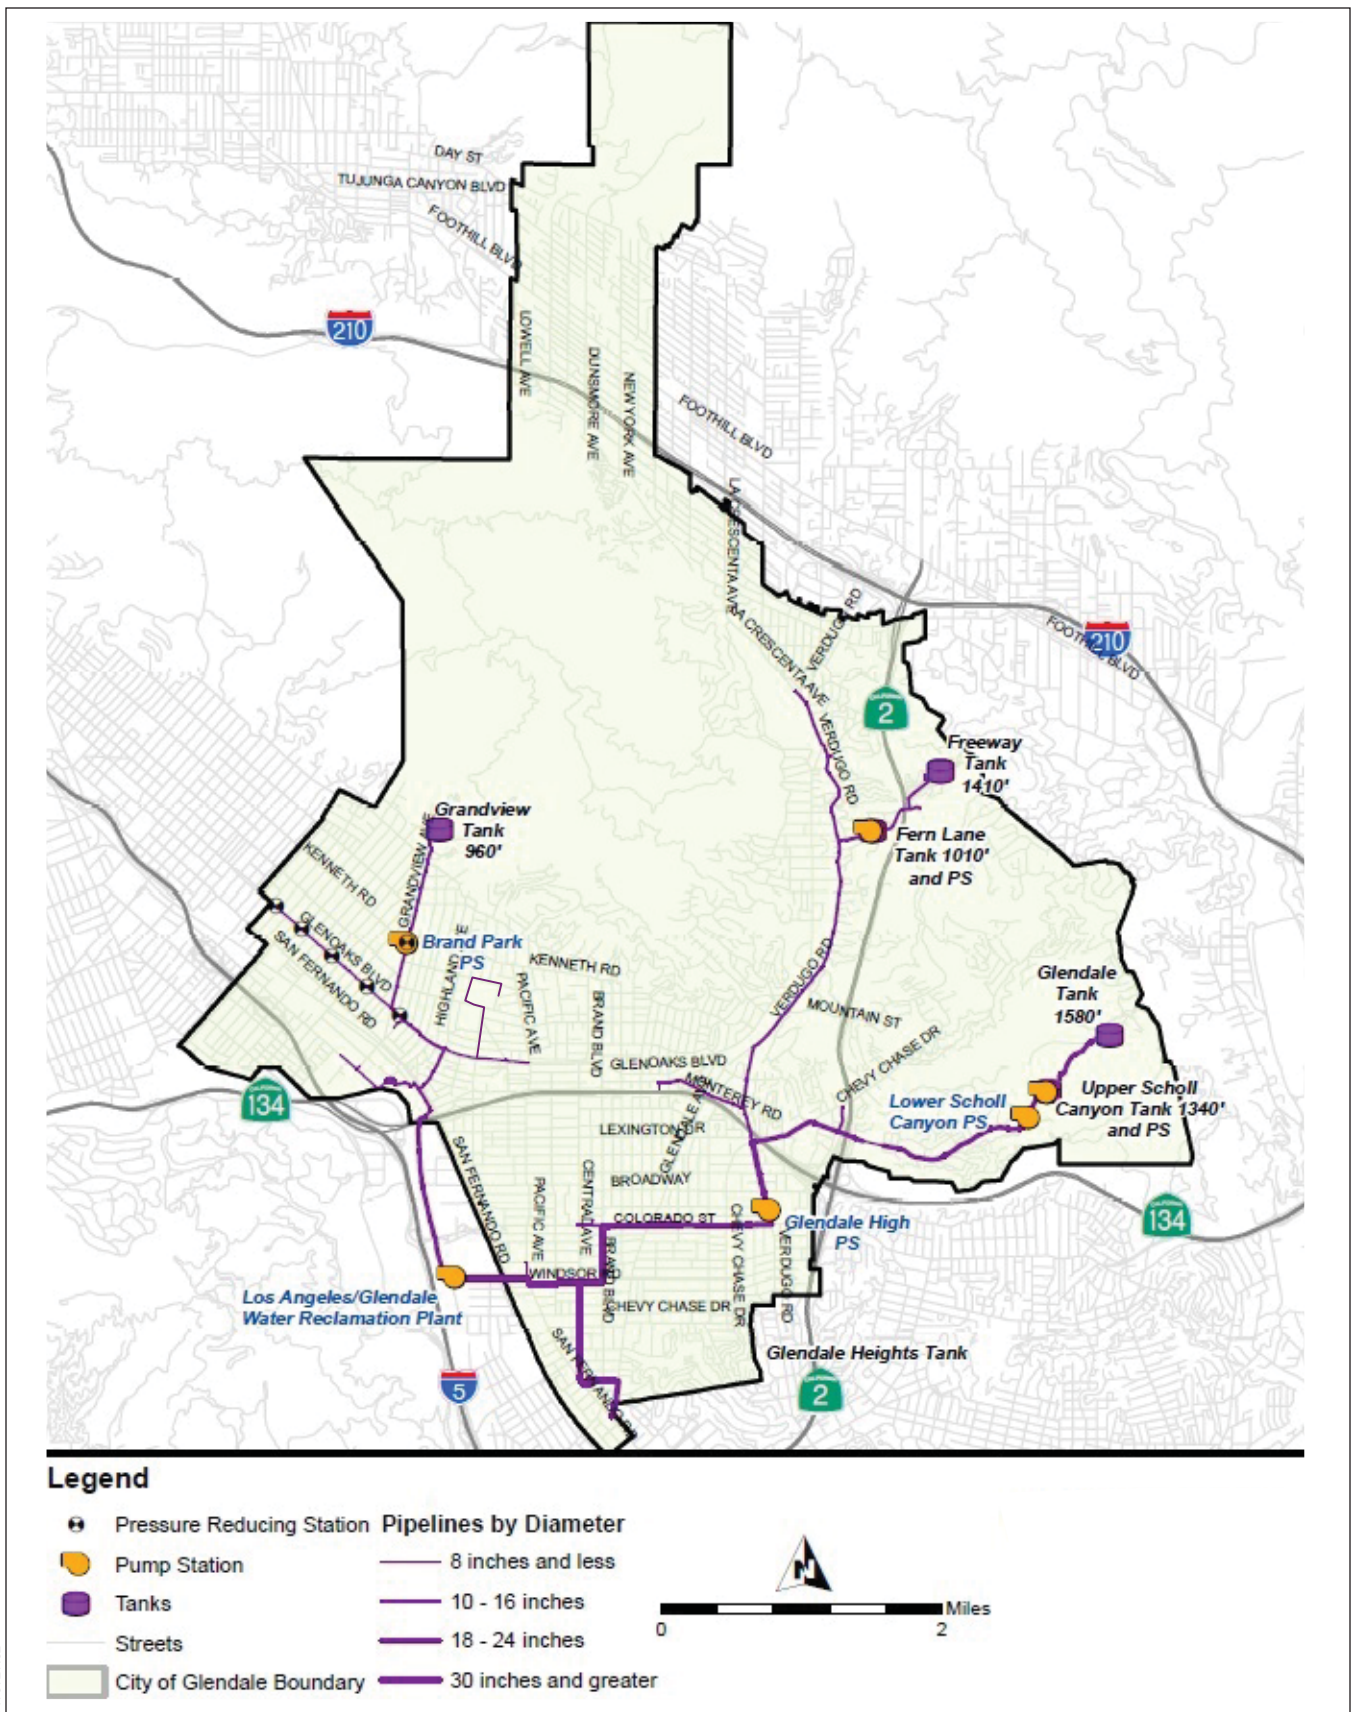 DAY ST
TUJUNGA CANYON BLVD
FOOTHILL BLVD
210
LOWELL AVE
DUNSMORE AVE
NEW YORK AVE
FOOTHILL BLVD
LA CRESCENTA AVE
LA CRESCENTA AVE
VERDUGO RD
210
FOOTHILL BLVD
CALIFORNIA
2
VERDUGO RD
Freeway
Tank
1410'
Grandview
Tank
960'
Fern Lane
Tank 1010'
and PS
KENNETH RD
GRANDVIEW AVE
GLENOAKS BLVD
SAN FERNANDO RD
Brand Park
PS
HIGHLAND
KENNETH RD
PACIFIC AVE
BRAND BLVD
VERDUGO RD
MOUNTAIN ST
Glendale
Tank
1580'
GLENOAKS BLVD
MONTEREY RD
CHEVY CHASE DR
CALIFORNIA
134
Lower Scholl
Canyon PS
Upper Scholl
Canyon Tank 1340'
and PS
LEXINGTON DR
GLENDALE AVE
SAN FERNANDO RD
BROADWAY
PACIFIC AVE
CENTRAL AVE
COLORADO ST
CHEVY CHASE DR
VERDUGO RD
Glendale High
PS
CALIFORNIA
134
WINDSOR RD
BRAND BLVD
Los Angeles/Glendale
Water Reclamation Plant
CHEVY CHASE DR
SAN FERNANDO RD
Glendale Heights Tank
5
CALIFORNIA
2
Legend
Pressure Reducing Station
Pump Station
Tanks
Streets
City of Glendale Boundary
Pipelines by Diameter
8 inches and less
10 - 16 inches
18 - 24 inches
30 inches and greater
N
Miles
0
2